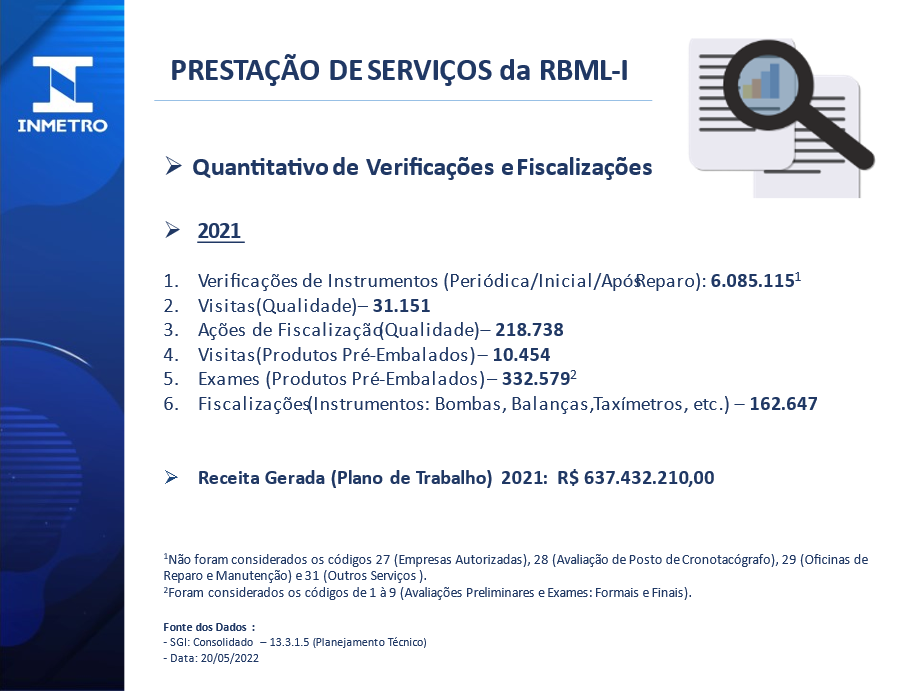 INMETRO
PRESTAÇÃO DE SERVIÇOS da RBML-I
➢ Quantitativo de Verificações e Fiscalizações
➢ 2021
1. Verificações de Instrumentos (Periódica/Inicial/Após Reparo): 6.085.115¹
2. Visitas (Qualidade) – 31.151
3. Ações de Fiscalização (Qualidade) – 218.738
4. Visitas (Produtos Pré-Embalados) – 10.454
5. Exames (Produtos Pré-Embalados) – 332.579²
6. Fiscalizações (Instrumentos: Bombas, Balanças, Taxímetros, etc.) – 162.647
➢ Receita Gerada (Plano de Trabalho) 2021: R$ 637.432.210,00
¹Não foram considerados os códigos 27 (Empresas Autorizadas), 28 (Avaliação de Posto de Cronotacógrafo), 29 (Oficinas de
Reparo e Manutenção) e 31 (Outros Serviços ).
²Foram considerados os códigos de 1 à 9 (Avaliações Preliminares e Exames: Formais e Finais).
Fonte dos Dados :
- SGI: Consolidado – 13.3.1.5 (Planejamento Técnico)
- Data: 20/05/2022